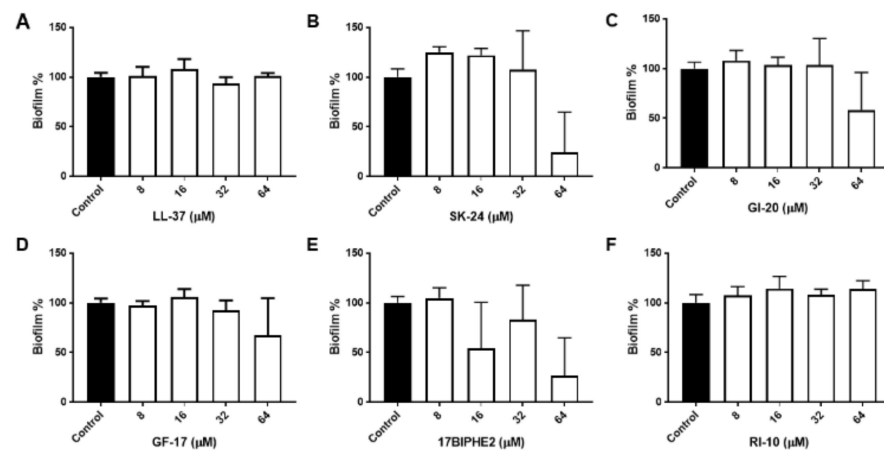 A
Biofilm %
150
100
50
0
Control
8
16
32
64
LL-37 (μM)
B
Biofilm %
150
100
50
0
Control
8
16
32
64
SK-24 (μM)
C
Biofilm %
150
100
50
0
Control
8
16
32
64
GI-20 (μM)
D
Biofilm %
150
100
50
0
Control
8
16
32
64
GF-17 (μM)
E
Biofilm %
150
100
50
0
Control
8
16
32
64
17BIPHE2 (μM)
F
Biofilm %
150
100
50
0
Control
8
16
32
64
RI-10 (μM)